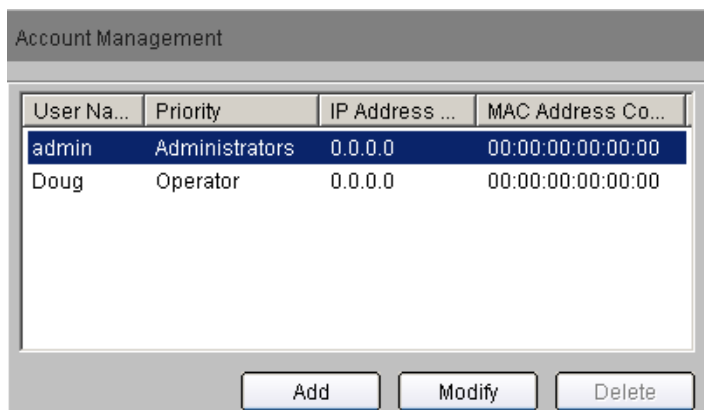 Account Management
User Na... Priority IP Address ... MAC Address Co...
admin Administrators 0.0.0.0 00:00:00:00:00:00
Doug Operator 0.0.0.0 00:00:00:00:00:00
Add Modify Delete